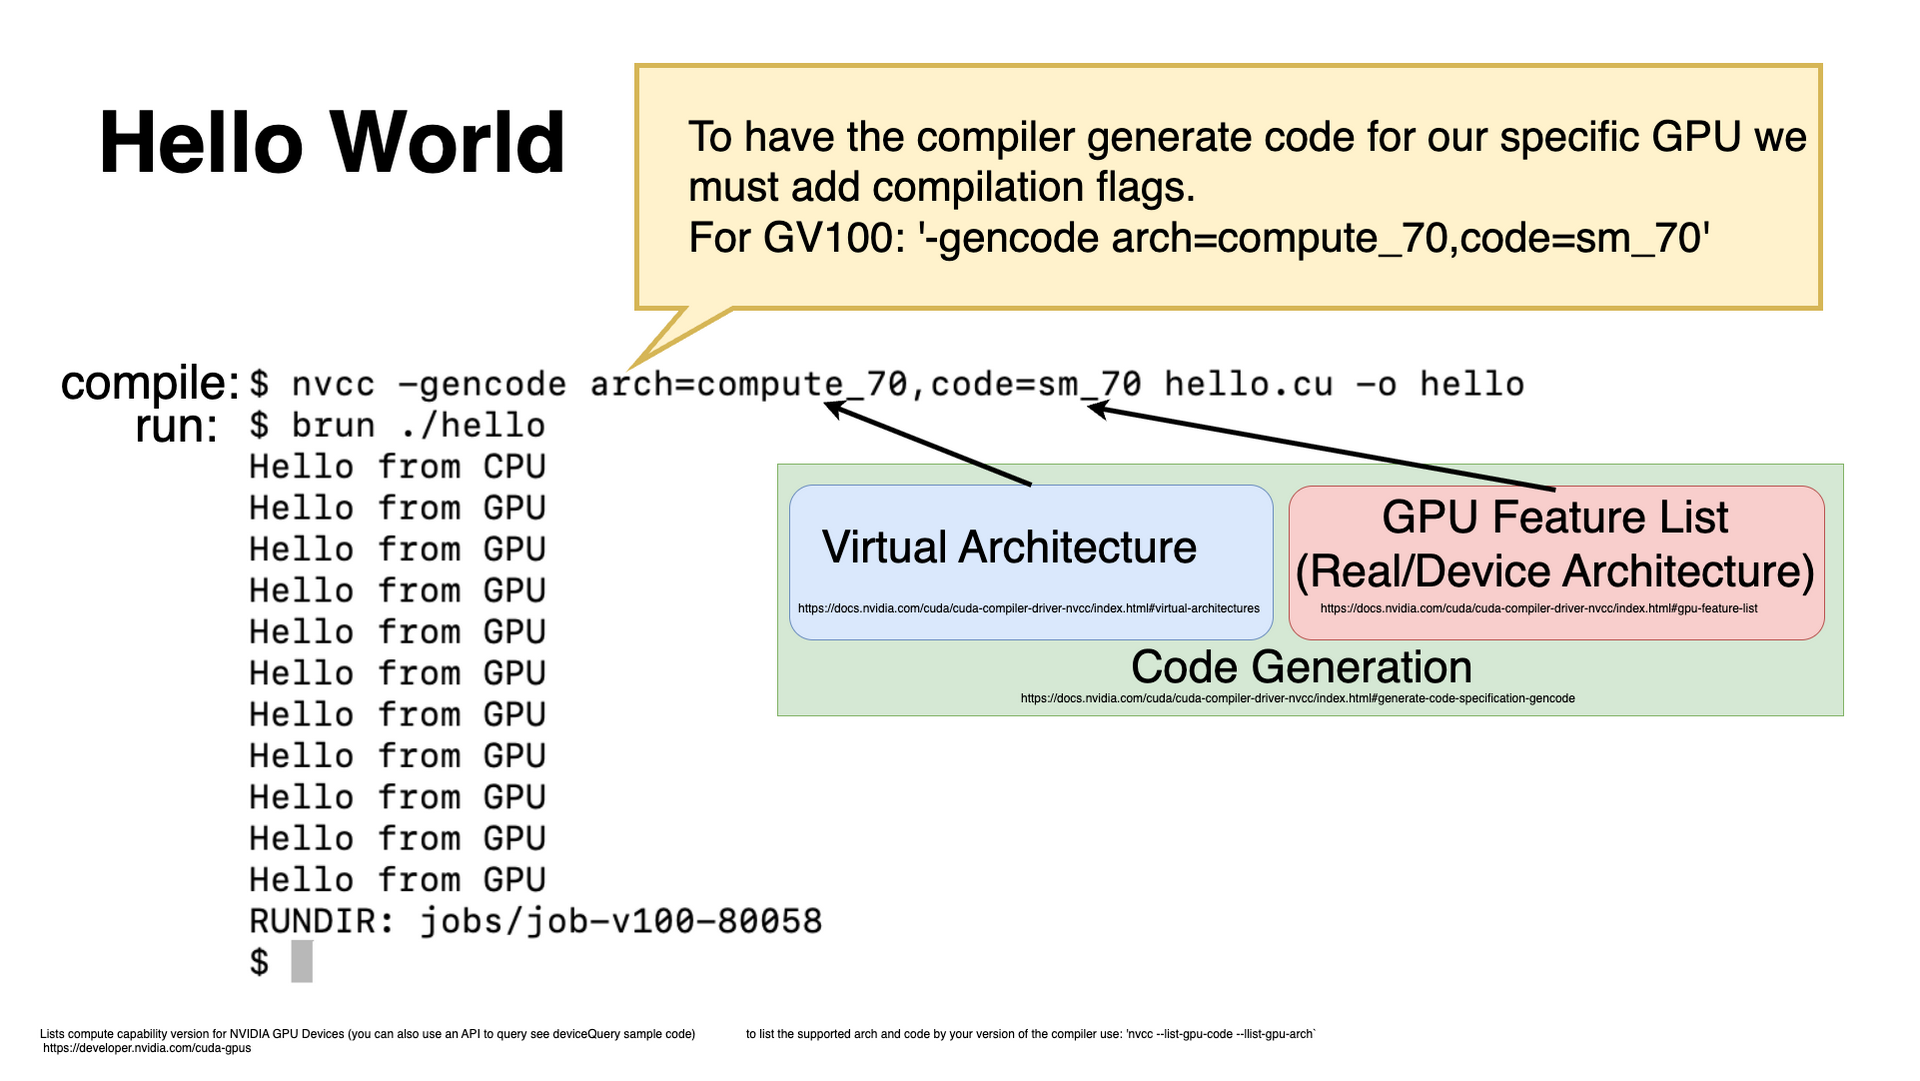 Hello World
To have the compiler generate code for our specific GPU we
must add compilation flags.
For GV100: '-gencode arch=compute_70,code=sm_70'
compile: $ nvcc -gencode arch=compute_70,code=sm_70 hello.cu -o hello
run: $ brun ./hello
Hello from CPU
Hello from GPU
Hello from GPU
Hello from GPU
Hello from GPU
Hello from GPU
Hello from GPU
Hello from GPU
Hello from GPU
Hello from GPU
Hello from GPU
RUNDIR: jobs/job-v100-80058
$
Virtual Architecture
https://docs.nvidia.com/cuda/cuda-compiler-driver-nvcc/index.html#virtual-architectures
GPU Feature List
(Real/Device Architecture)
https://docs.nvidia.com/cuda/cuda-compiler-driver-nvcc/index.html#gpu-feature-list
Code Generation
https://docs.nvidia.com/cuda/cuda-compiler-driver-nvcc/index.html#generate-code-specification-gencode
Lists compute capability version for NVIDIA GPU Devices (you can also use an API to query see deviceQuery sample code)
https://developer.nvidia.com/cuda-gpus
to list the supported arch and code by your version of the compiler use: 'nvcc --list-gpu-code --llist-gpu-arch`